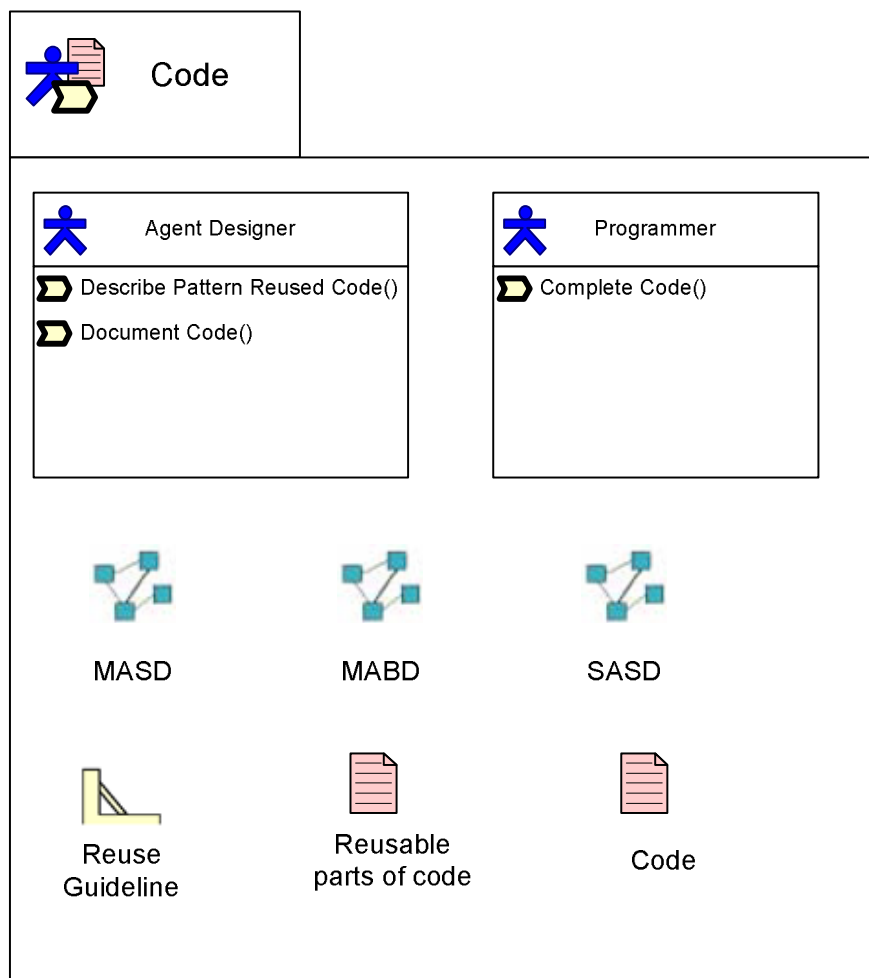 Code
Agent Designer
Describe Pattern Reused Code()
Document Code()
Programmer
Complete Code()
MASD
MABD
SASD
Reuse
Guideline
Reusable
parts of code
Code